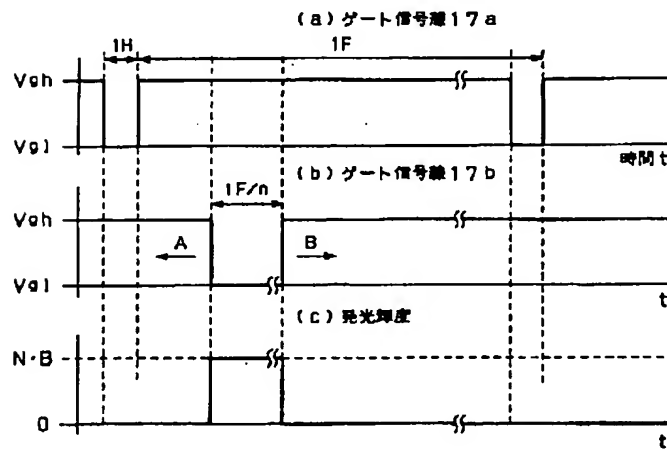 (a)ゲート信号線17a
1H
1F
Vgh
Vgl
時間t
(b)ゲート信号線17b
1F/n
Vgh
A
B
Vgl
t
(c)発光輝度
N·B
0
t